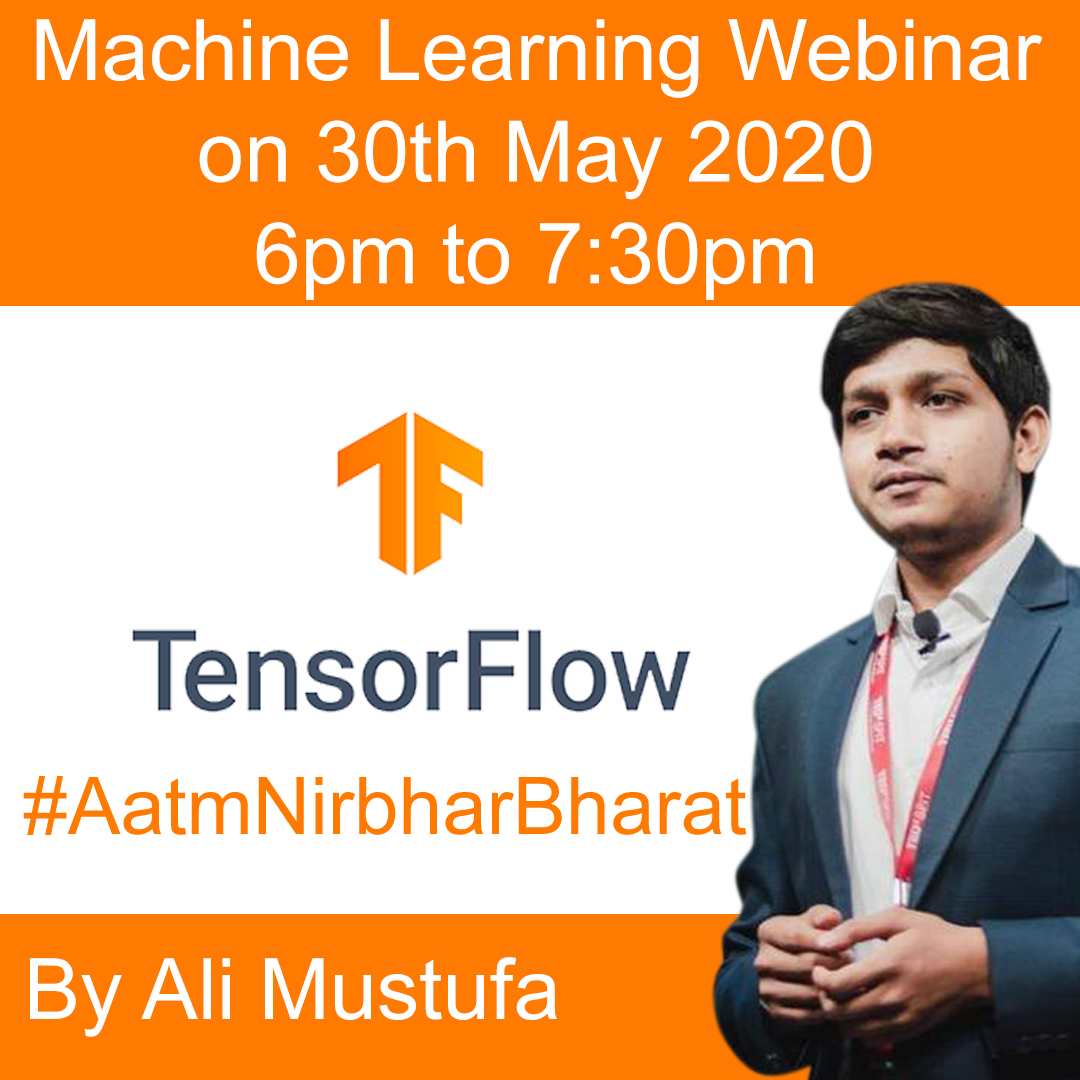 Machine Learning Webinar
on 30th May 2020
6pm to 7:30pm
TensorFlow
#AatmNirbharBharat
By Ali Mustufa